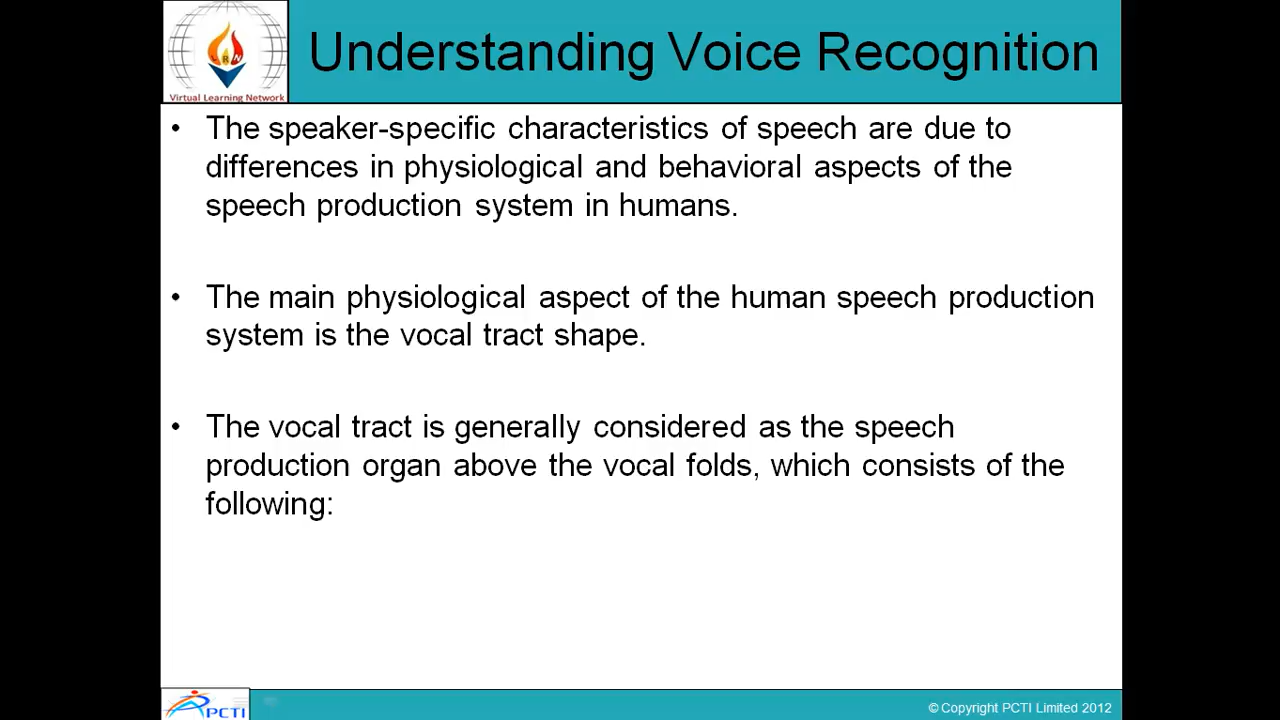 Understanding Voice Recognition
Virtual Learning Network
• The speaker-specific characteristics of speech are due to
differences in physiological and behavioral aspects of the
speech production system in humans.
• The main physiological aspect of the human speech production
system is the vocal tract shape.
• The vocal tract is generally considered as the speech
production organ above the vocal folds, which consists of the
following:
PCTI
© Copyright PCTI Limited 2012